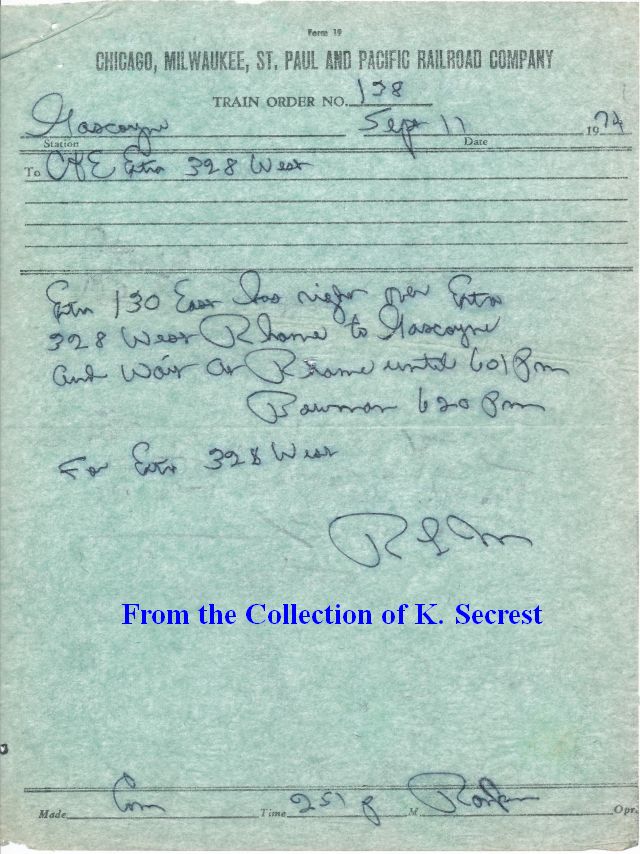 Form 19
CHICAGO, MILWAUKEE, ST. PAUL AND PACIFIC RAILROAD COMPANY
TRAIN ORDER NO. 138
Gascoyne Sept 11 1974
Station Date
To C&E Extra 328 West
Extra 130 East has right over Extra
328 West Rhame to Gascoyne
and Wait at Rhame until 601 Pm
Bowman 620 Pm
For Extra 328 West
From the Collection of K. Secrest
Made Com Time 251 P M Opr.